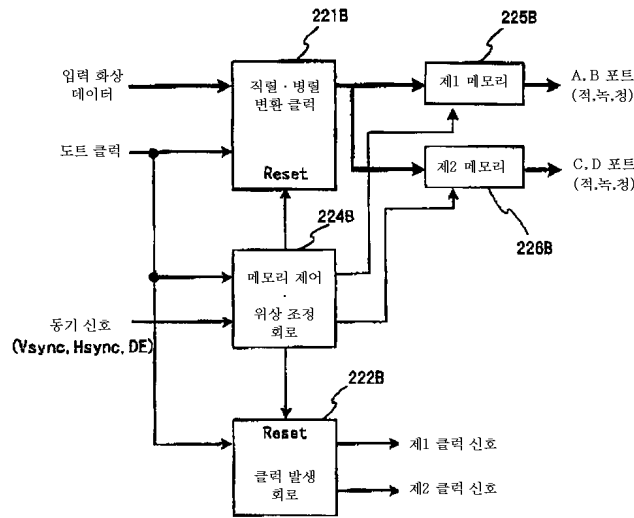 221B
225B
입력 화상
데이터
직렬 · 병렬
변환 클럭
제1 메모리
A.B 포트
(적,녹,청)
도트 클럭
Reset
제2 메모리
C.D 포트
(적,녹,청)
224B
226B
메모리 제어
·
위상 조정
회로
동기 신호
(Vsync, Hsync, DE)
222B
Reset
제1 클럭 신호
클럭 발생
회로
제2 클럭 신호